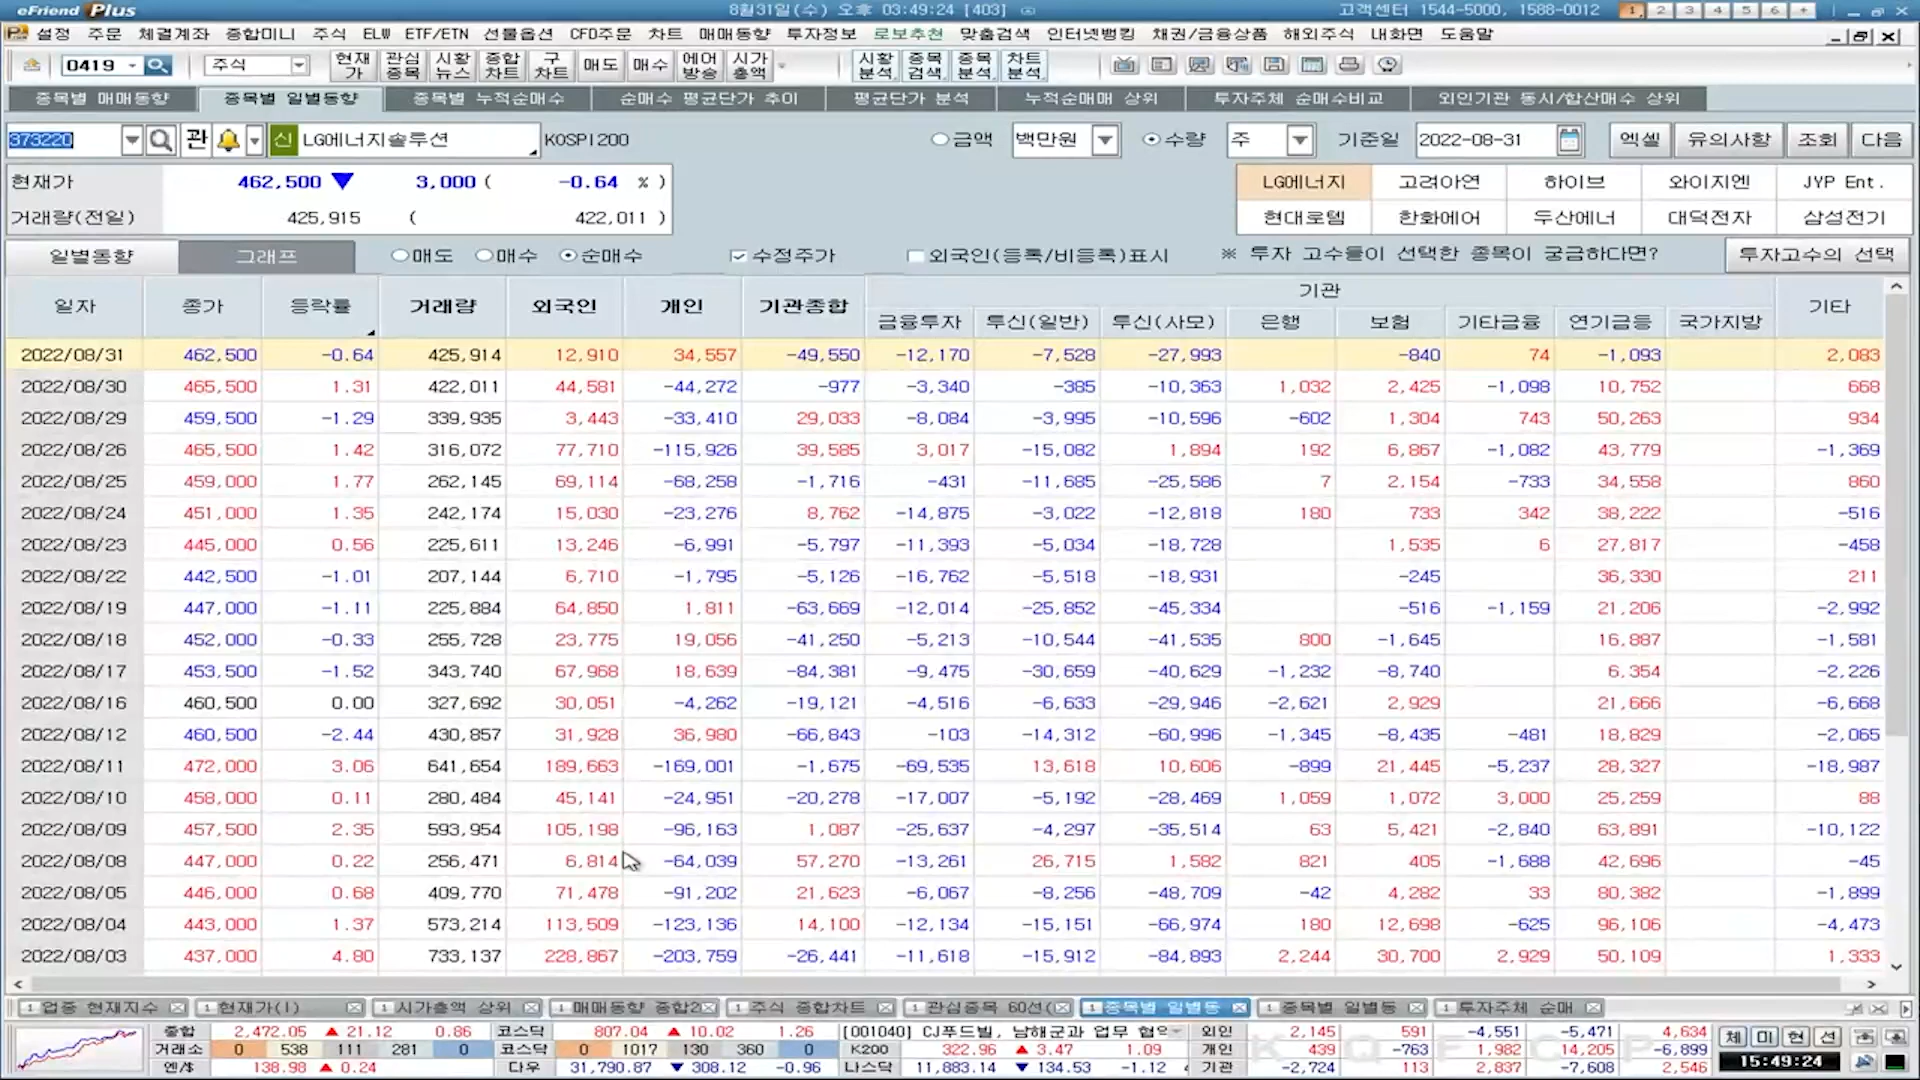 eFriend Plus 8월31일(수) 오후 03:49:24 [403] 고객센터 1544-5000, 1588-0012 1 2 3 4 5 6 +
설정 주문 체결계좌 종합미니 주식 ELW ETF/ETN 선물옵션 CFD주문 차트 매매동향 투자정보 로보추천 맞춤검색 인터넷뱅킹 채권/금융상품 해외주식 내화면 도움말
0419 주식 현재가 관심종목 시황뉴스 종합차트 구차트 매도 매수 에어방송 시가총액 시황분석 종목검색 종목분석 차트분석
종목별 매매동향 종목별 일별동향 종목별 누적순매수 순매수 평균단가 추이 평균단가 분석 누적순매매 상위 투자주체 순매수비교 외인기관 동시/합산매수 상위
373220 관 신 LG에너지솔루션 KOSPI200 금액 백만원 수량 주 기준일 2022-08-31 엑셀 유의사항 조회 다음
현재가 462,500 ▼ 3,000 ( -0.64 % ) LG에너지 고려아연 하이브 와이지엔 JYP Ent.
거래량(전일) 425,915 ( 422,011 ) 현대로템 한화에어 두산에너 대덕전자 삼성전기
일별동향 그래프 매도 매수 순매수 수정주가 외국인(등록/비등록)표시 ※ 투자 고수들이 선택한 종목이 궁금하다면? 투자고수의 선택
일자 종가 등락률 거래량 외국인 개인 기관종합 기관 기타
금융투자 투신(일반) 투신(사모) 은행 보험 기타금융 연기금등 국가지방
2022/08/31 462,500 -0.64 425,914 12,910 34,557 -49,550 -12,170 -7,528 -27,993 -840 74 -1,093 2,083
2022/08/30 465,500 1.31 422,011 44,581 -44,272 -977 -3,340 -385 -10,363 1,032 2,425 -1,098 10,752 668
2022/08/29 459,500 -1.29 339,935 3,443 -33,410 29,033 -8,084 -3,995 -10,596 -602 1,304 743 50,263 934
2022/08/26 465,500 1.42 316,072 77,710 -115,926 39,585 3,017 -15,082 1,894 192 6,867 -1,082 43,779 -1,369
2022/08/25 459,000 1.77 262,145 69,114 -68,258 -1,716 -431 -11,685 -25,586 7 2,154 -733 34,558 860
2022/08/24 451,000 1.35 242,174 15,030 -23,276 8,762 -14,875 -3,022 -12,818 180 733 342 38,222 -516
2022/08/23 445,000 0.56 225,611 13,246 -6,991 -5,797 -11,393 -5,034 -18,728 1,535 6 27,817 -458
2022/08/22 442,500 -1.01 207,144 6,710 -1,795 -5,126 -16,762 -5,518 -18,931 -245 36,330 211
2022/08/19 447,000 -1.11 225,884 64,850 1,811 -63,669 -12,014 -25,852 -45,334 -516 -1,159 21,206 -2,992
2022/08/18 452,000 -0.33 255,728 23,775 19,056 -41,250 -5,213 -10,544 -41,535 800 -1,645 16,887 -1,581
2022/08/17 453,500 -1.52 343,740 67,968 18,639 -84,381 -9,475 -30,659 -40,629 -1,232 -8,740 6,354 -2,226
2022/08/16 460,500 0.00 327,692 30,051 -4,262 -19,121 -4,516 -6,633 -29,946 -2,621 2,929 21,666 -6,668
2022/08/12 460,500 -2.44 430,857 31,928 36,980 -66,843 -103 -14,312 -60,996 -1,345 -8,435 -481 18,829 -2,065
2022/08/11 472,000 3.06 641,654 189,663 -169,001 -1,675 -69,535 13,618 10,606 -899 21,445 -5,237 28,327 -18,987
2022/08/10 458,000 0.11 280,484 45,141 -24,951 -20,278 -17,007 -5,192 -28,469 1,059 1,072 3,000 25,259 88
2022/08/09 457,500 2.35 593,954 105,198 -96,163 1,087 -25,637 -4,297 -35,514 63 5,421 -2,840 63,891 -10,122
2022/08/08 447,000 0.22 256,471 6,814 -64,039 57,270 -13,261 26,715 1,582 821 405 -1,688 42,696 -45
2022/08/05 446,000 0.68 409,770 71,478 -91,202 21,623 -6,067 -8,256 -48,709 -42 4,282 33 80,382 -1,899
2022/08/04 443,000 1.37 573,214 113,509 -123,136 14,100 -12,134 -15,151 -66,974 180 12,698 -625 96,106 -4,473
2022/08/03 437,000 4.80 733,137 228,867 -203,759 -26,441 -11,618 -15,912 -84,893 2,244 30,700 2,929 50,109 1,333
1 업종 현재지수 1 현재가(1) 1 시가총액 상위 1 매매동향 종합2 1 주식 종합차트 1 관심종목 60선( 1 종목별 일별동 1 종목별 일별동 1 투자주체 순매
종합 2,472.05 ▲ 21.12 0.86 코스닥 807.04 ▲ 10.02 1.26 [001040] CJ푸드빌, 남해군과 업무 협약 외인 2,145 591 -4,551 -5,471 4,634 체 미 현 선
거래소 0 538 111 281 0 코스닥 0 1017 130 360 0 K200 322.96 ▲ 3.47 1.09 개인 439 -763 1,982 14,205 -6,899
엔/$ 138.98 ▲ 0.24 다우 31,790.87 ▼ 308.12 -0.96 나스닥 11,883.14 ▼ 134.53 -1.12 기관 -2,724 113 2,837 -7,608 2,546 15:49:24